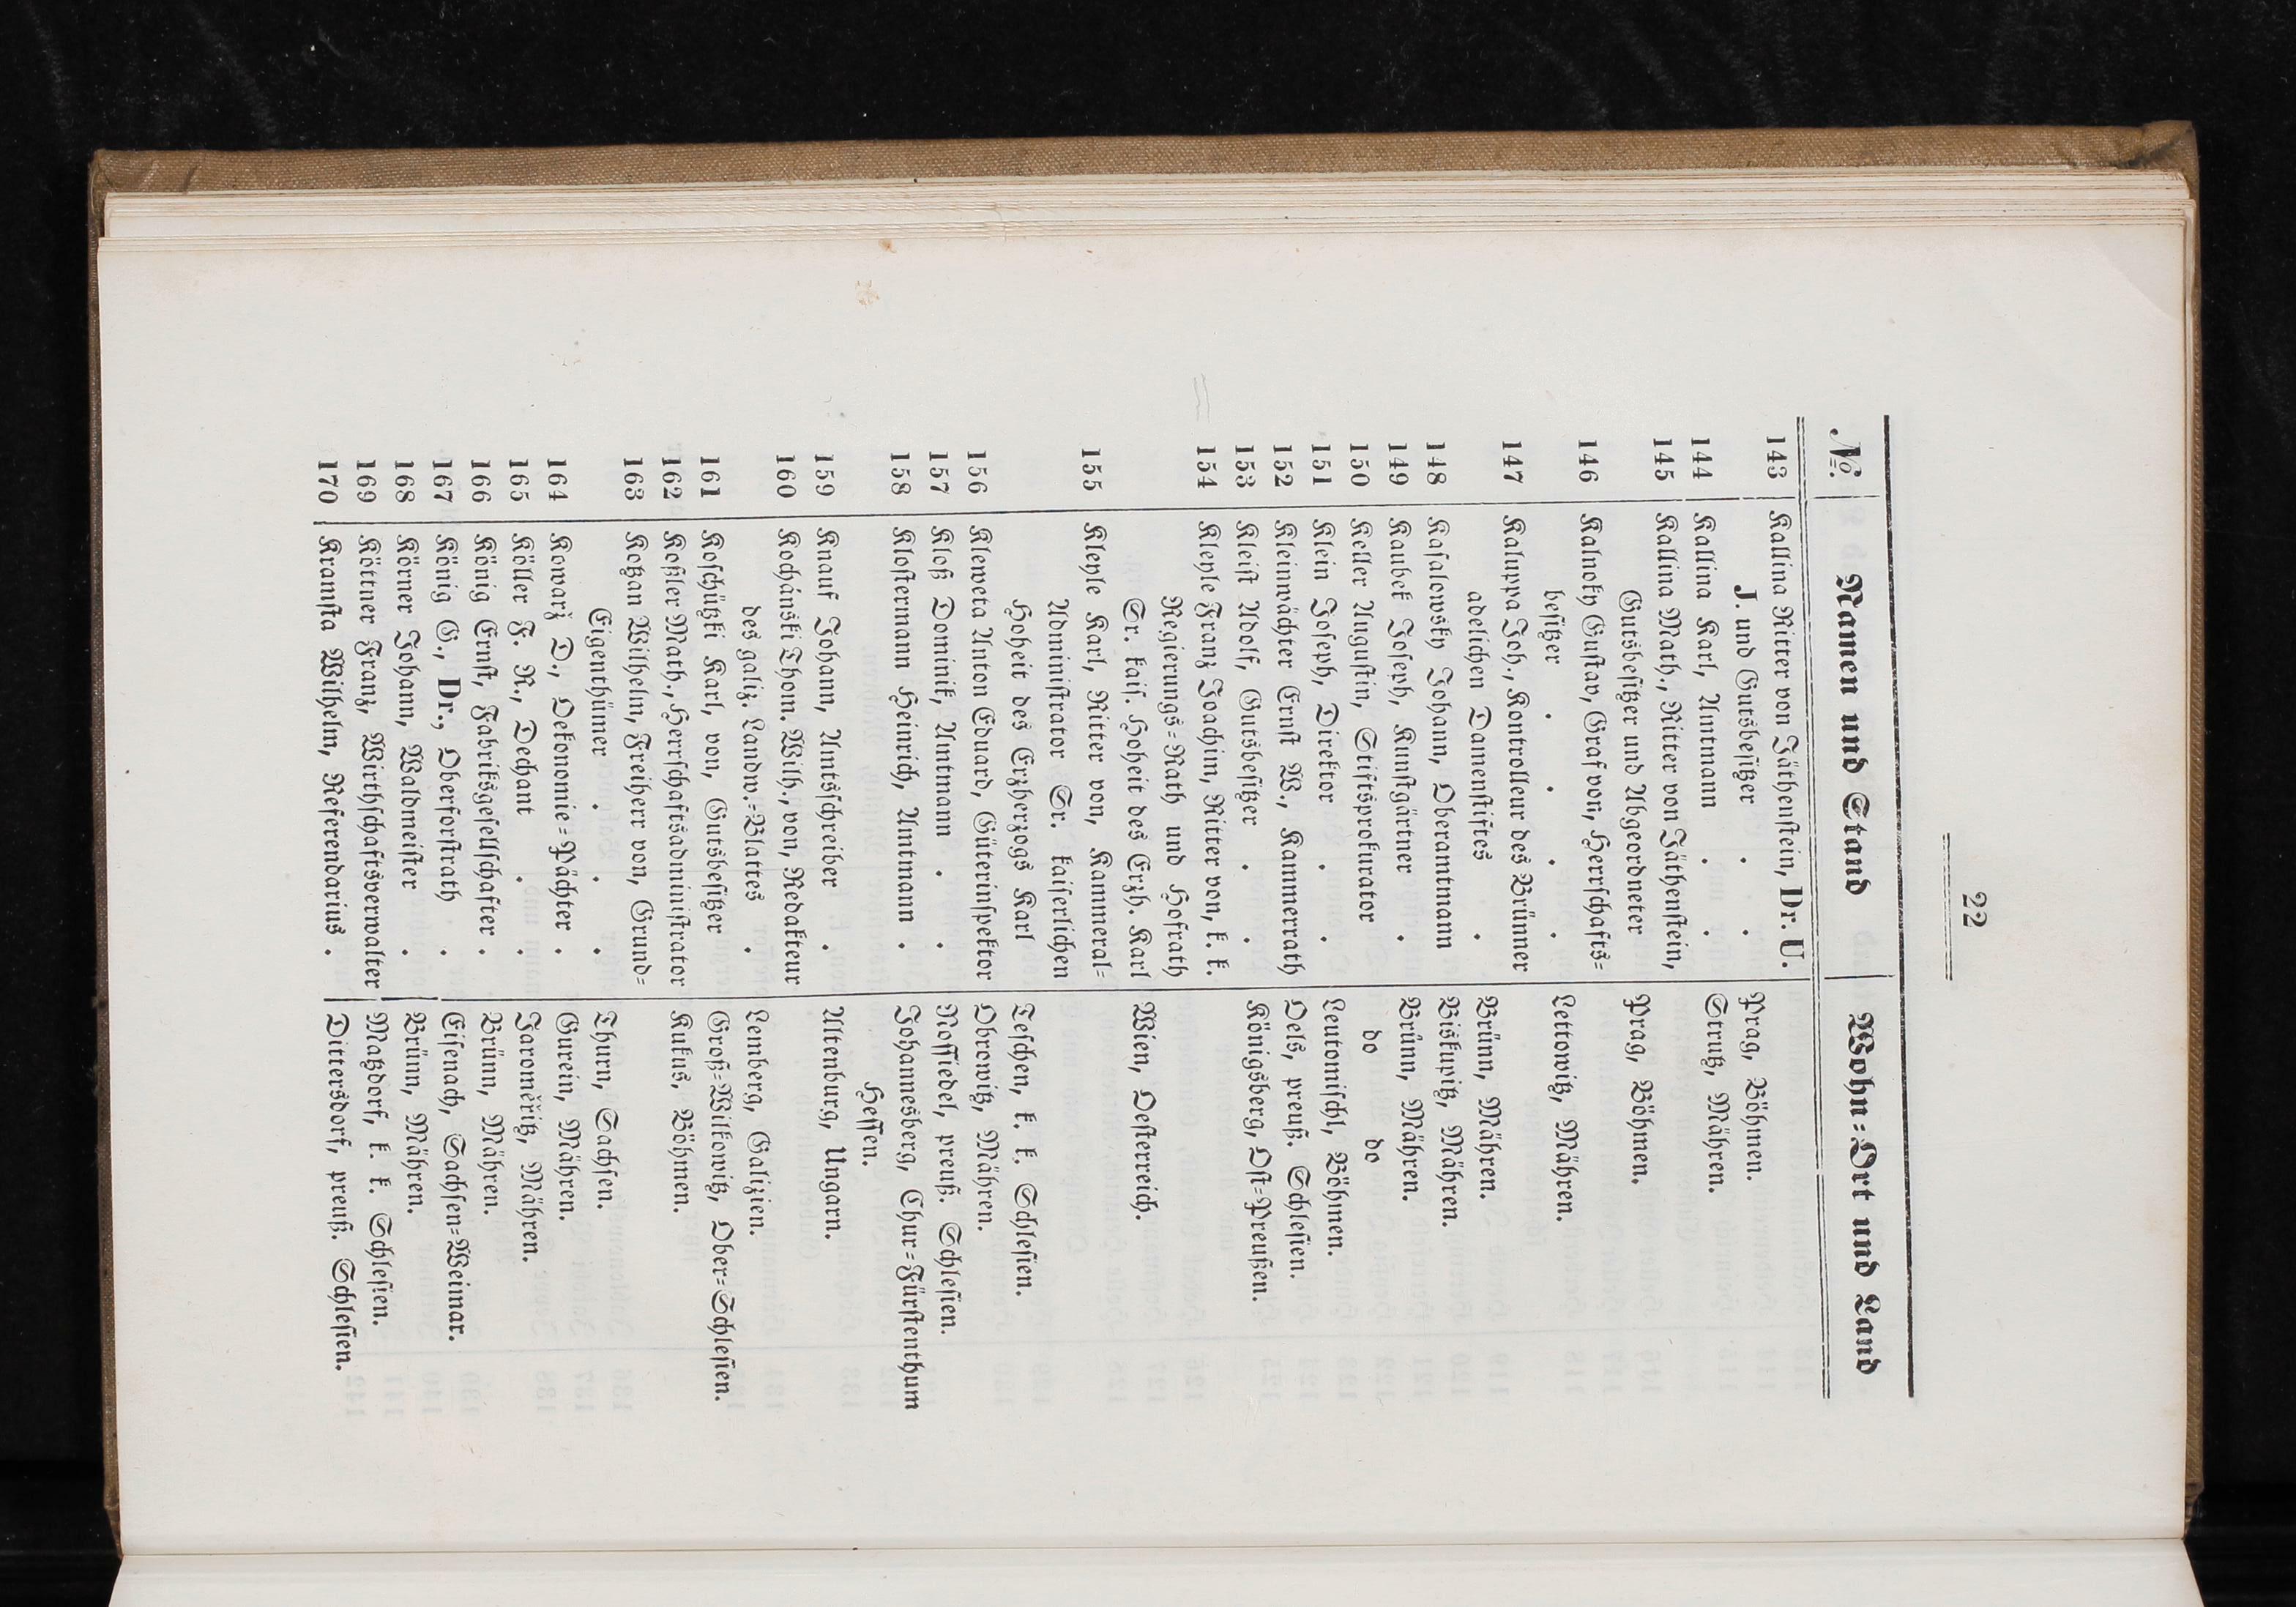 22
№. Namen und Stand Wohn=Ort und Land
143 Kallina Ritter von Jäthenstein, Dr. U.
J. und Gutsbesitzer . . Prag, Böhmen.
144 Kallina Karl, Amtmann . . Strutz, Mähren.
145 Kallina Math., Ritter von Jäthenstein,
Gutsbesitzer und Abgeordneter Prag, Böhmen.
146 Kalnoky Gustav, Graf von, Herrschafts=
besitzer . . . . Lettowitz, Mähren.
147 Kaluppa Joh., Kontrolleur des Brünner
adelichen Damenstiftes . Brünn, Mähren.
148 Kasalowsky Johann, Oberamtmann Biskupitz, Mähren.
149 Kaubek Joseph, Kunstgärtner . Brünn, Mähren.
150 Keller Augustin, Stiftsprokurator do do
151 Klein Joseph, Direktor . . Leutomischl, Böhmen.
152 Kleinwächter Ernst W., Kammerrath Oels, preuß. Schlesien.
153 Kleist Adolf, Gutsbesitzer . . Königsberg, Ost=Preußen.
154 Kleyle Franz Joachim, Ritter von, k. k.
Regierungs=Rath und Hofrath
Sr. kais. Hoheit des Erzh. Karl Wien, Oesterreich.
155 Kleyle Karl, Ritter von, Kammeral=
Administrator Sr. kaiserlichen
Hoheit des Erzherzogs Karl Teschen, k. k. Schlesien.
156 Kleweta Anton Eduard, Güterinspektor Obrowitz, Mähren.
157 Kloß Dominik, Amtmann . . Mossiedel, preuß. Schlesien.
158 Klostermann Heinrich, Amtmann . Johannesberg, Chur=Fürstenthum
Hessen.
159 Knauf Johann, Amtsschreiber . Altenburg, Ungarn.
160 Kochánski Thom. Wilh., von, Redakteur
des galiz. Landw.=Blattes . Lemberg, Galizien.
161 Koschützki Karl, von, Gutsbesitzer Groß=Wilkowitz, Ober=Schlesien.
162 Koßler Math., Herrschaftsadministrator Kukus, Böhmen.
163 Kotzan Wilhelm, Freiherr von, Grund=
Eigenthümer . . . Thurn, Sachsen.
164 Kowarž D., Oekonomie=Pächter . Gurein, Mähren.
165 Köller F. R., Dechant . . Jaroměřitz, Mähren.
166 König Ernst, Fabriksgesellschafter . Brünn, Mähren.
167 König G., Dr., Oberforstrath . Eisenach, Sachsen=Weimar.
168 Körner Johann, Waldmeister . Brünn, Mähren.
169 Köttner Franz, Wirthschaftsverwalter Matzdorf, k. k. Schlesien.
170 Kramsta Wilhelm, Referendarius . Dittersdorf, preuß. Schlesien.